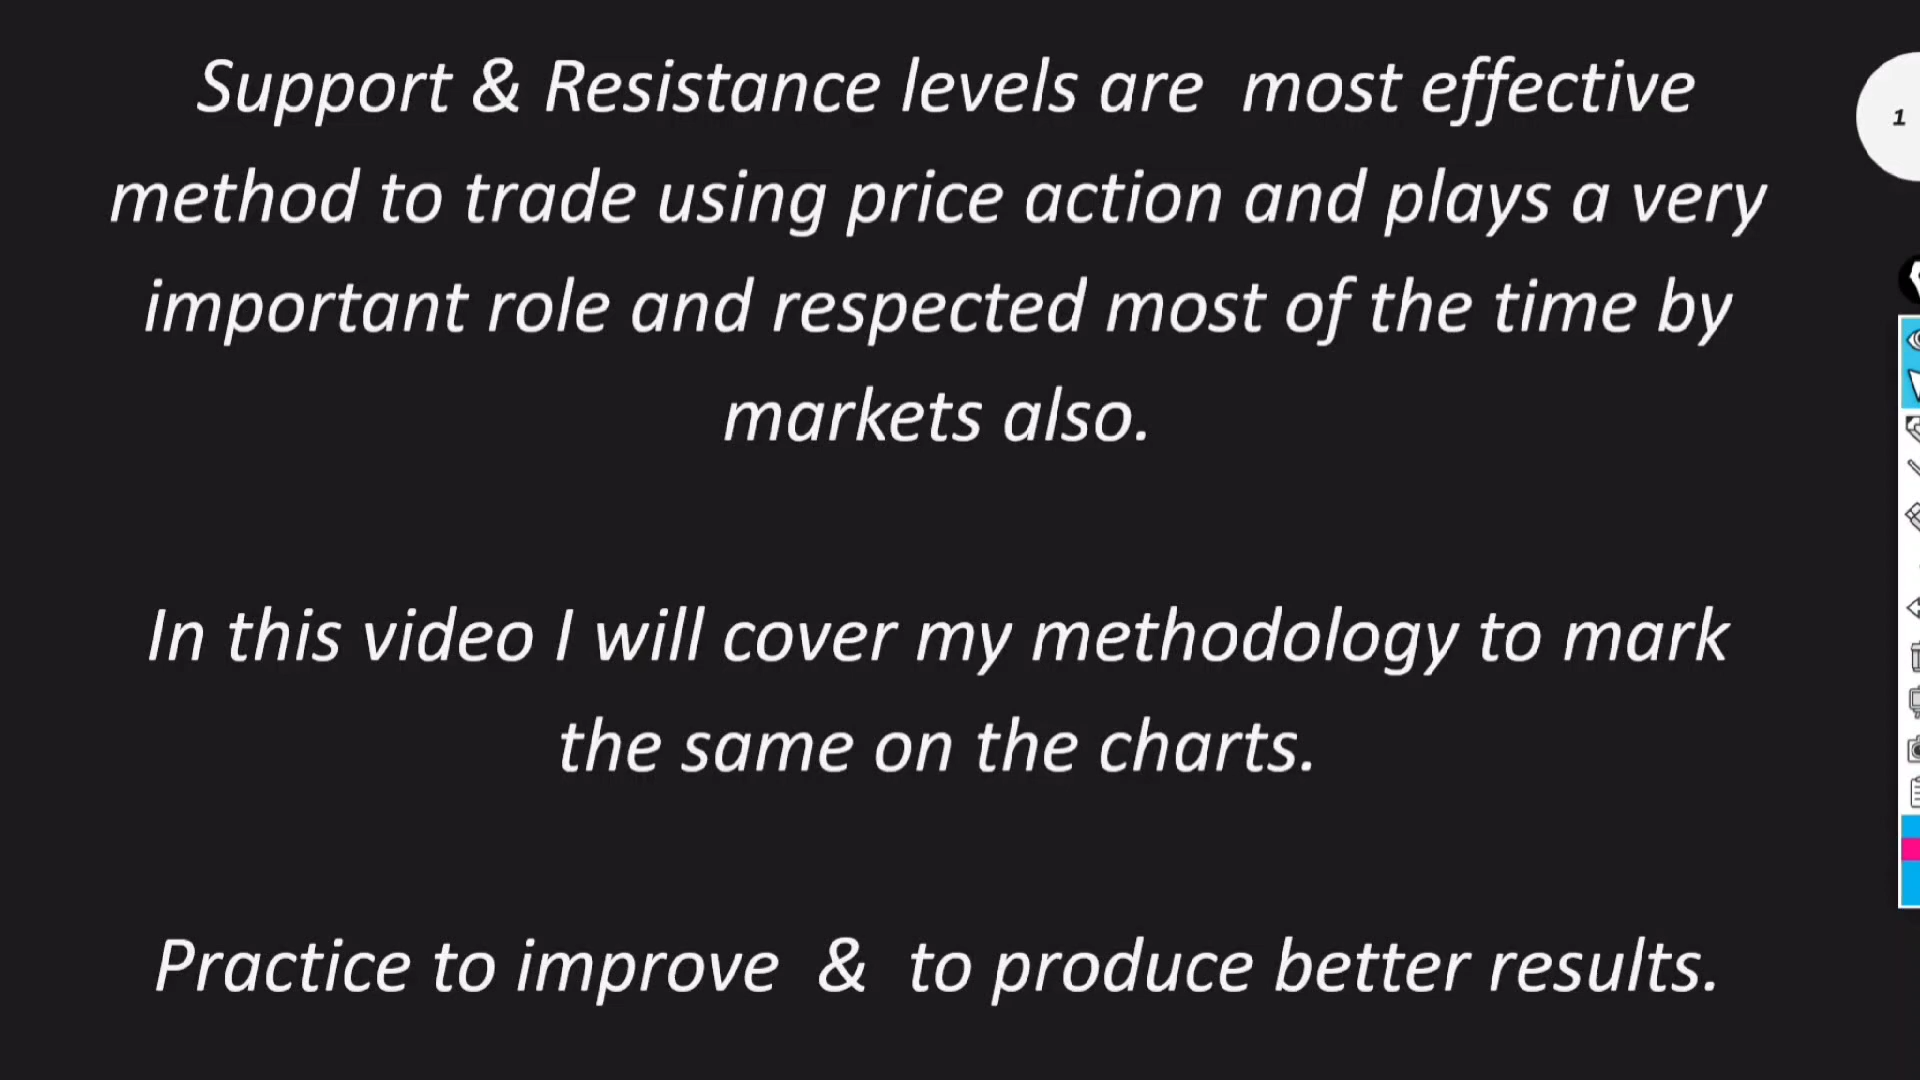 Support & Resistance levels are most effective
method to trade using price action and plays a very
important role and respected most of the time by
markets also.
In this video I will cover my methodology to mark
the same on the charts.
Practice to improve & to produce better results.
1